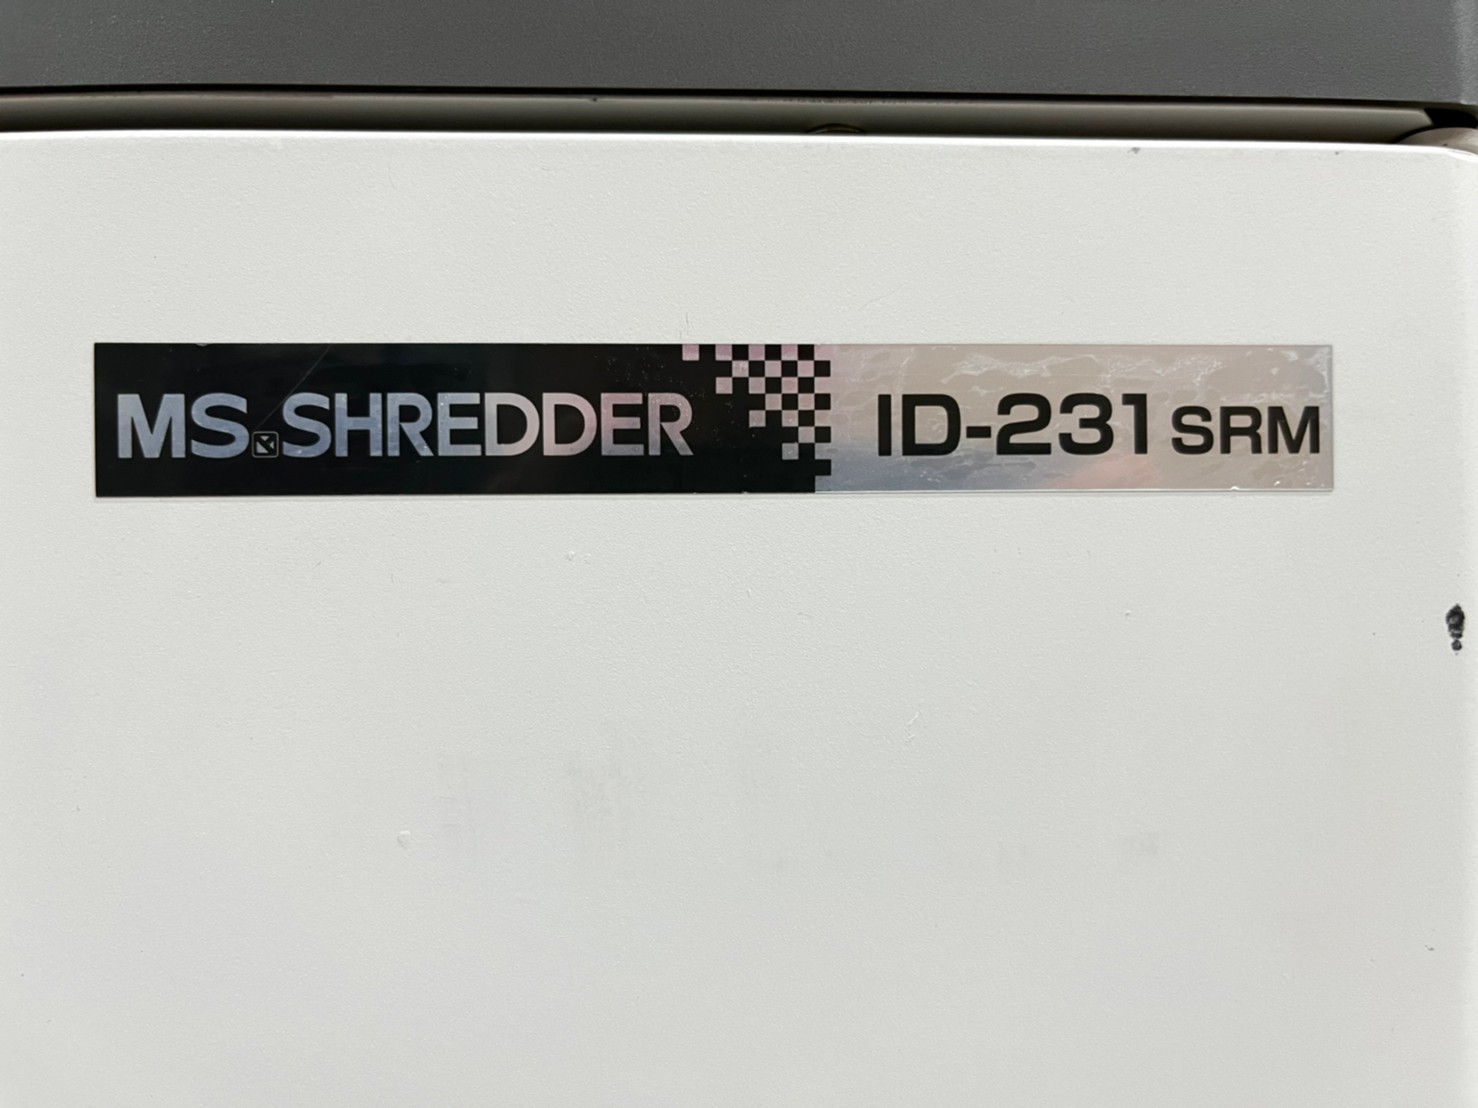 MS SHREDDER ID-231 SRM